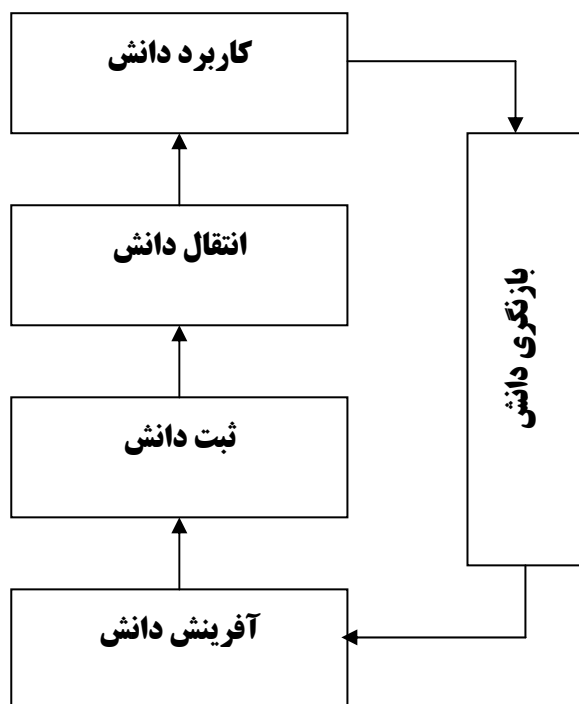 کاربرد دانش
انتقال دانش
بازنگری دانش
ثبت دانش
آفرینش دانش